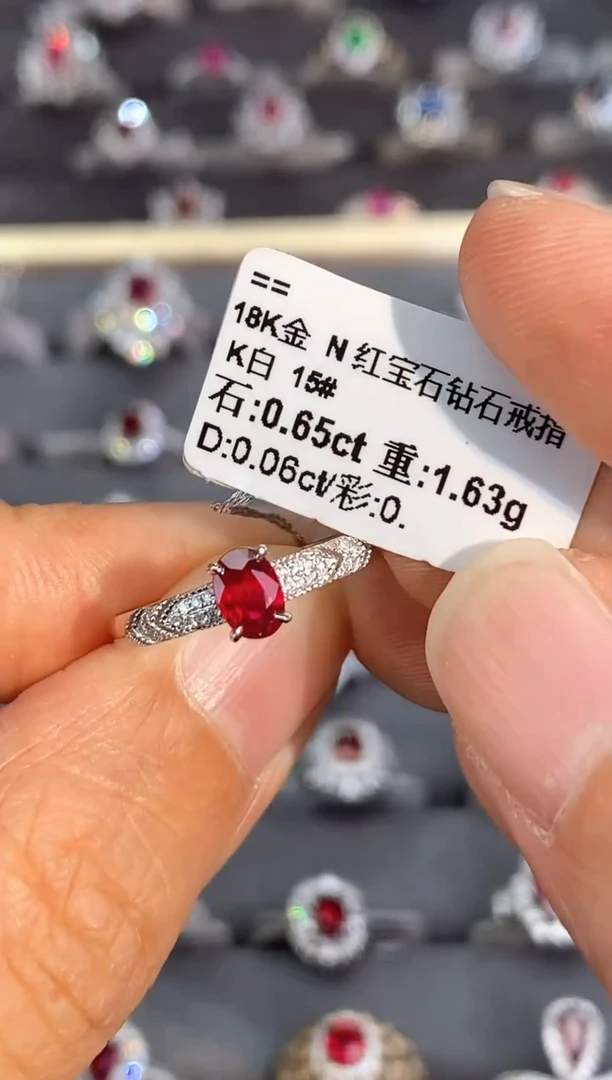 ==
18K金 N红宝石钻石戒指
K白 15#
石:0.65ct 重:1.63g
D:0.06ct/彩:0.